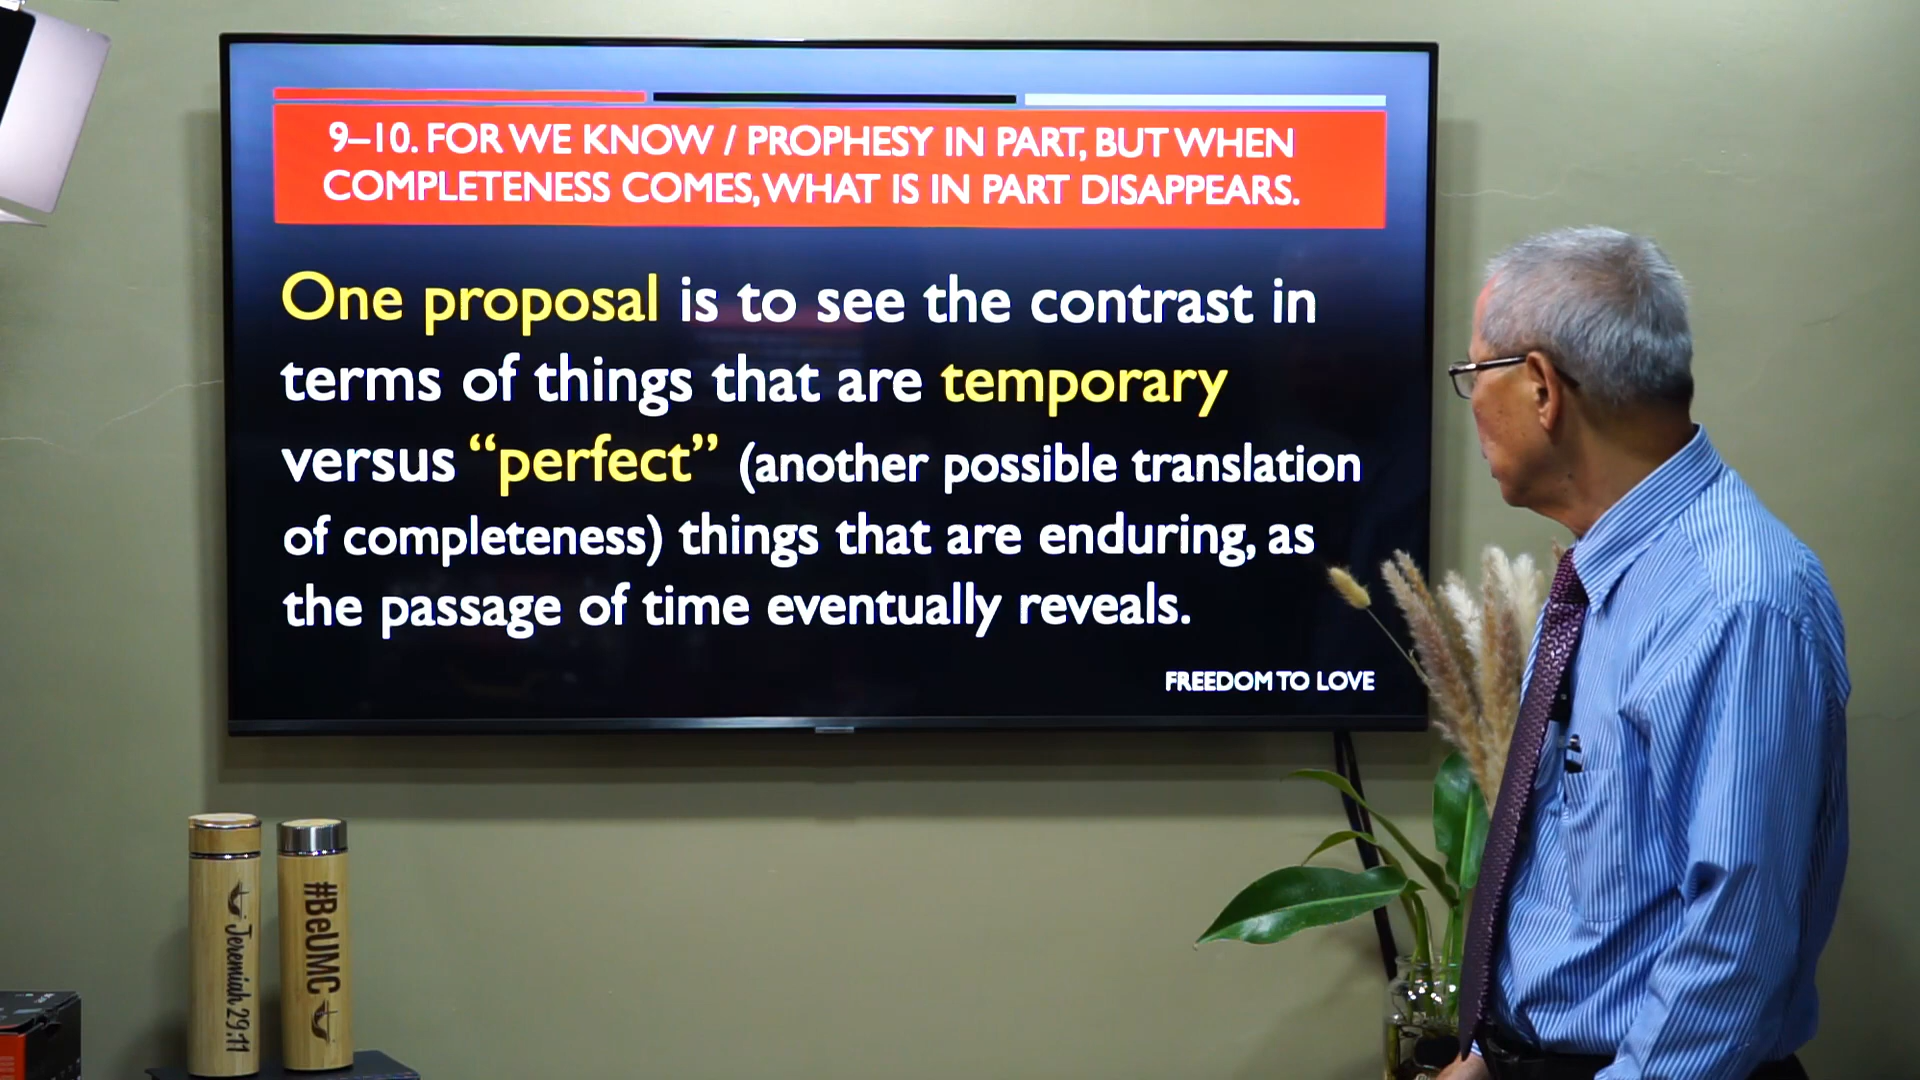 9–10. FOR WE KNOW / PROPHESY IN PART, BUT WHEN
COMPLETENESS COMES, WHAT IS IN PART DISAPPEARS.
One proposal is to see the contrast in
terms of things that are temporary
versus “perfect” (another possible translation
of completeness) things that are enduring, as
the passage of time eventually reveals.
FREEDOM TO LOVE
Jeremiah 29:11
#BeUMC